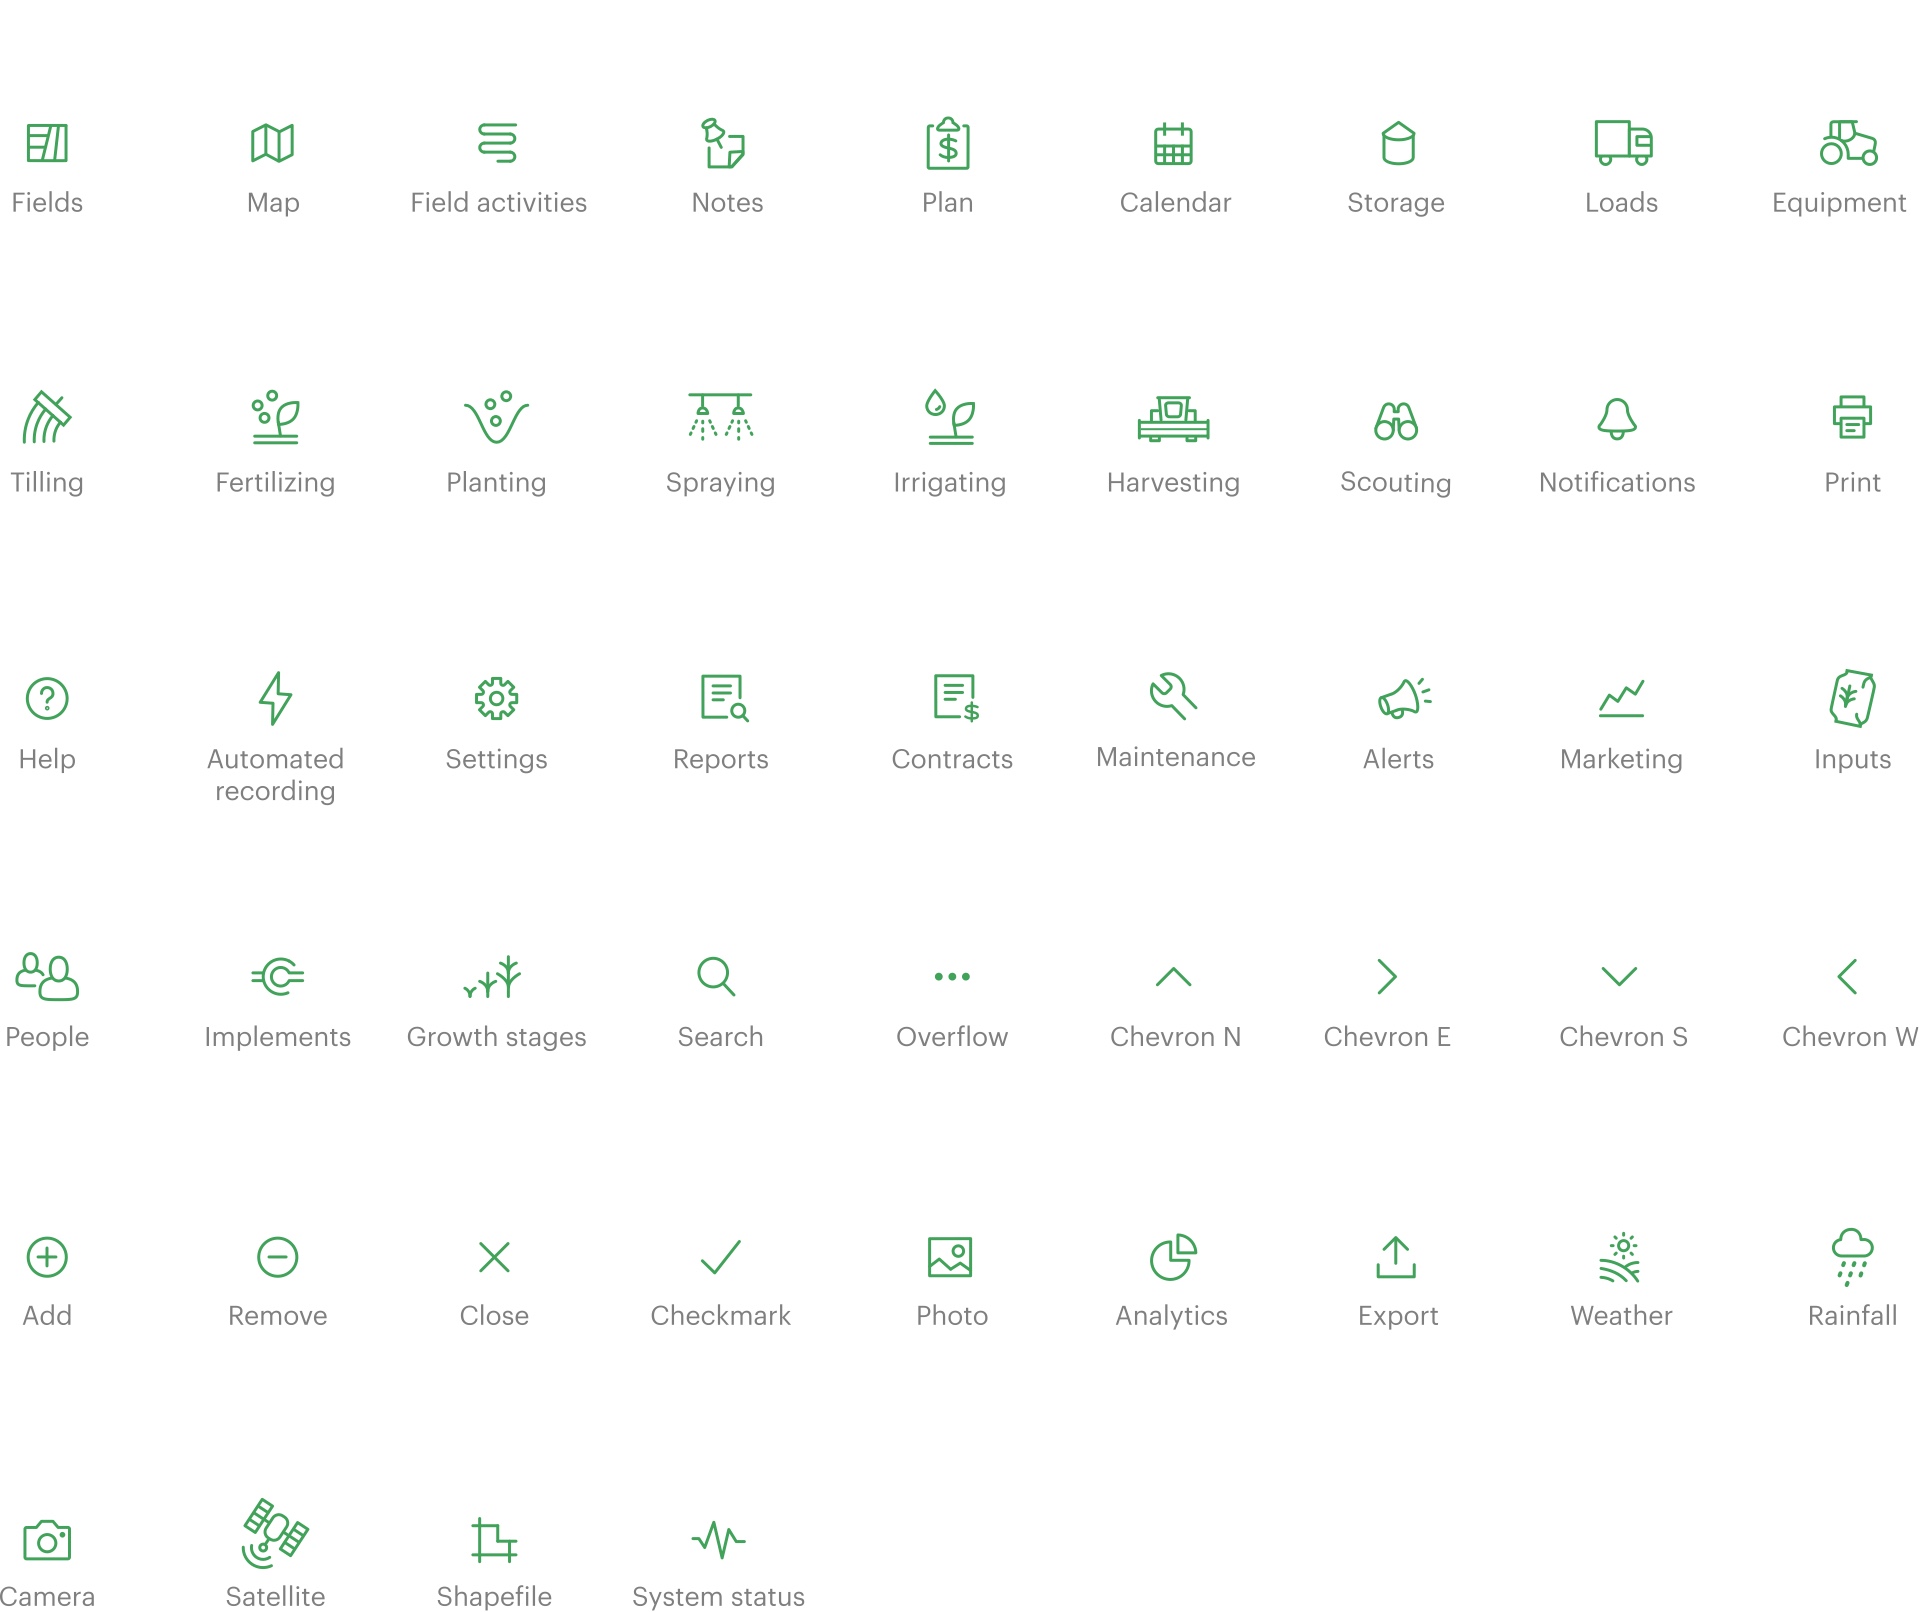 Fields
Map
Field activities
Notes
Plan
Calendar
Storage
Loads
Equipment
Tilling
Fertilizing
Planting
Spraying
Irrigating
Harvesting
Scouting
Notifications
Print
Help
Automated
recording
Settings
Reports
Contracts
Maintenance
Alerts
Marketing
Inputs
People
Implements
Growth stages
Search
Overflow
Chevron N
Chevron E
Chevron S
Chevron W
Add
Remove
Close
Checkmark
Photo
Analytics
Export
Weather
Rainfall
Camera
Satellite
Shapefile
System status